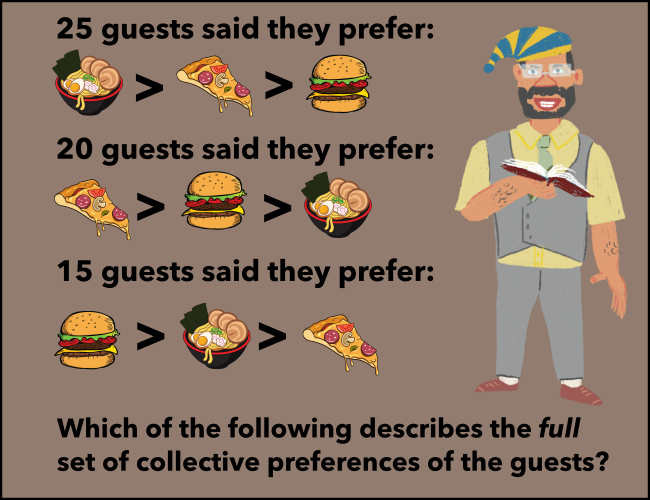 25 guests said they prefer:
> >
20 guests said they prefer:
> >
15 guests said they prefer:
> >
Which of the following describes the full
set of collective preferences of the guests?